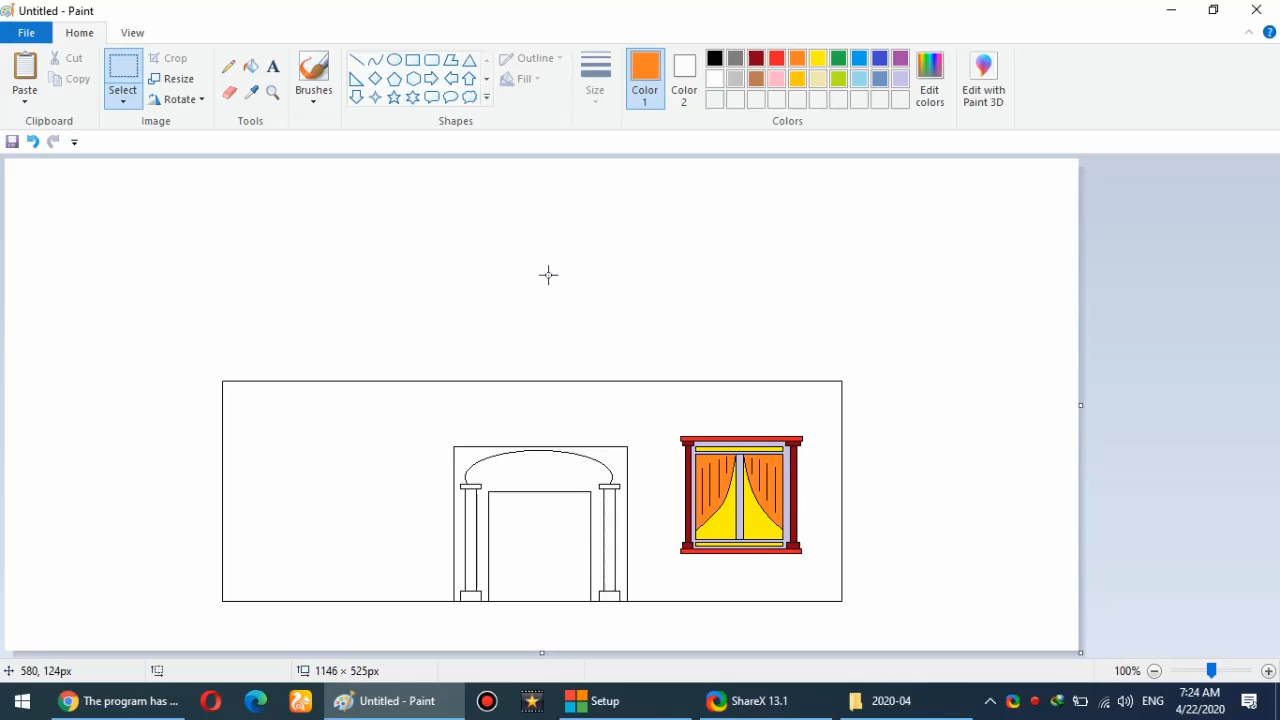 Untitled - Paint
File Home View
Paste
Cut
Copy
Clipboard
Select
Crop
Resize
Rotate
Image
A
Tools
Brushes
Outline
Fill
Shapes
Size
Color 1
Color 2
Edit colors
Colors
Edit with Paint 3D
580, 124px
1146 × 525px
100%
The program has ...
Untitled - Paint
Setup
ShareX 13.1
2020-04
ENG
7:24 AM
4/22/2020